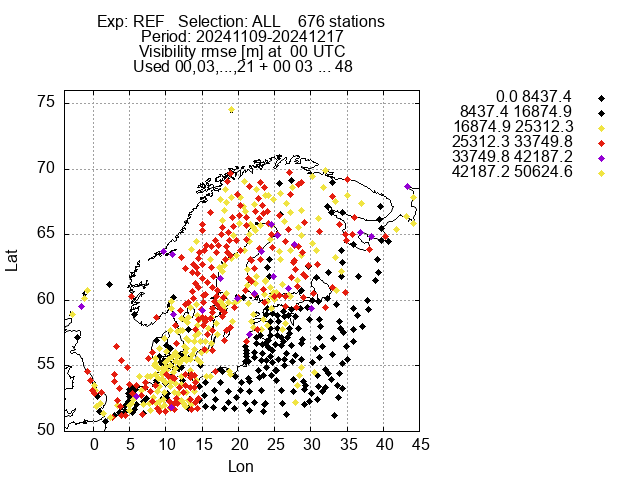 Exp: REF Selection: ALL 676 stations
Period: 20241109-20241217
Visibility rmse [m] at 00 UTC
Used 00,03,...,21 + 00 03 ... 48
0.0 8437.4
8437.4 16874.9
16874.9 25312.3
25312.3 33749.8
33749.8 42187.2
42187.2 50624.6
75
70
65
60
55
50
Lat
0 5 10 15 20 25 30 35 40 45
Lon